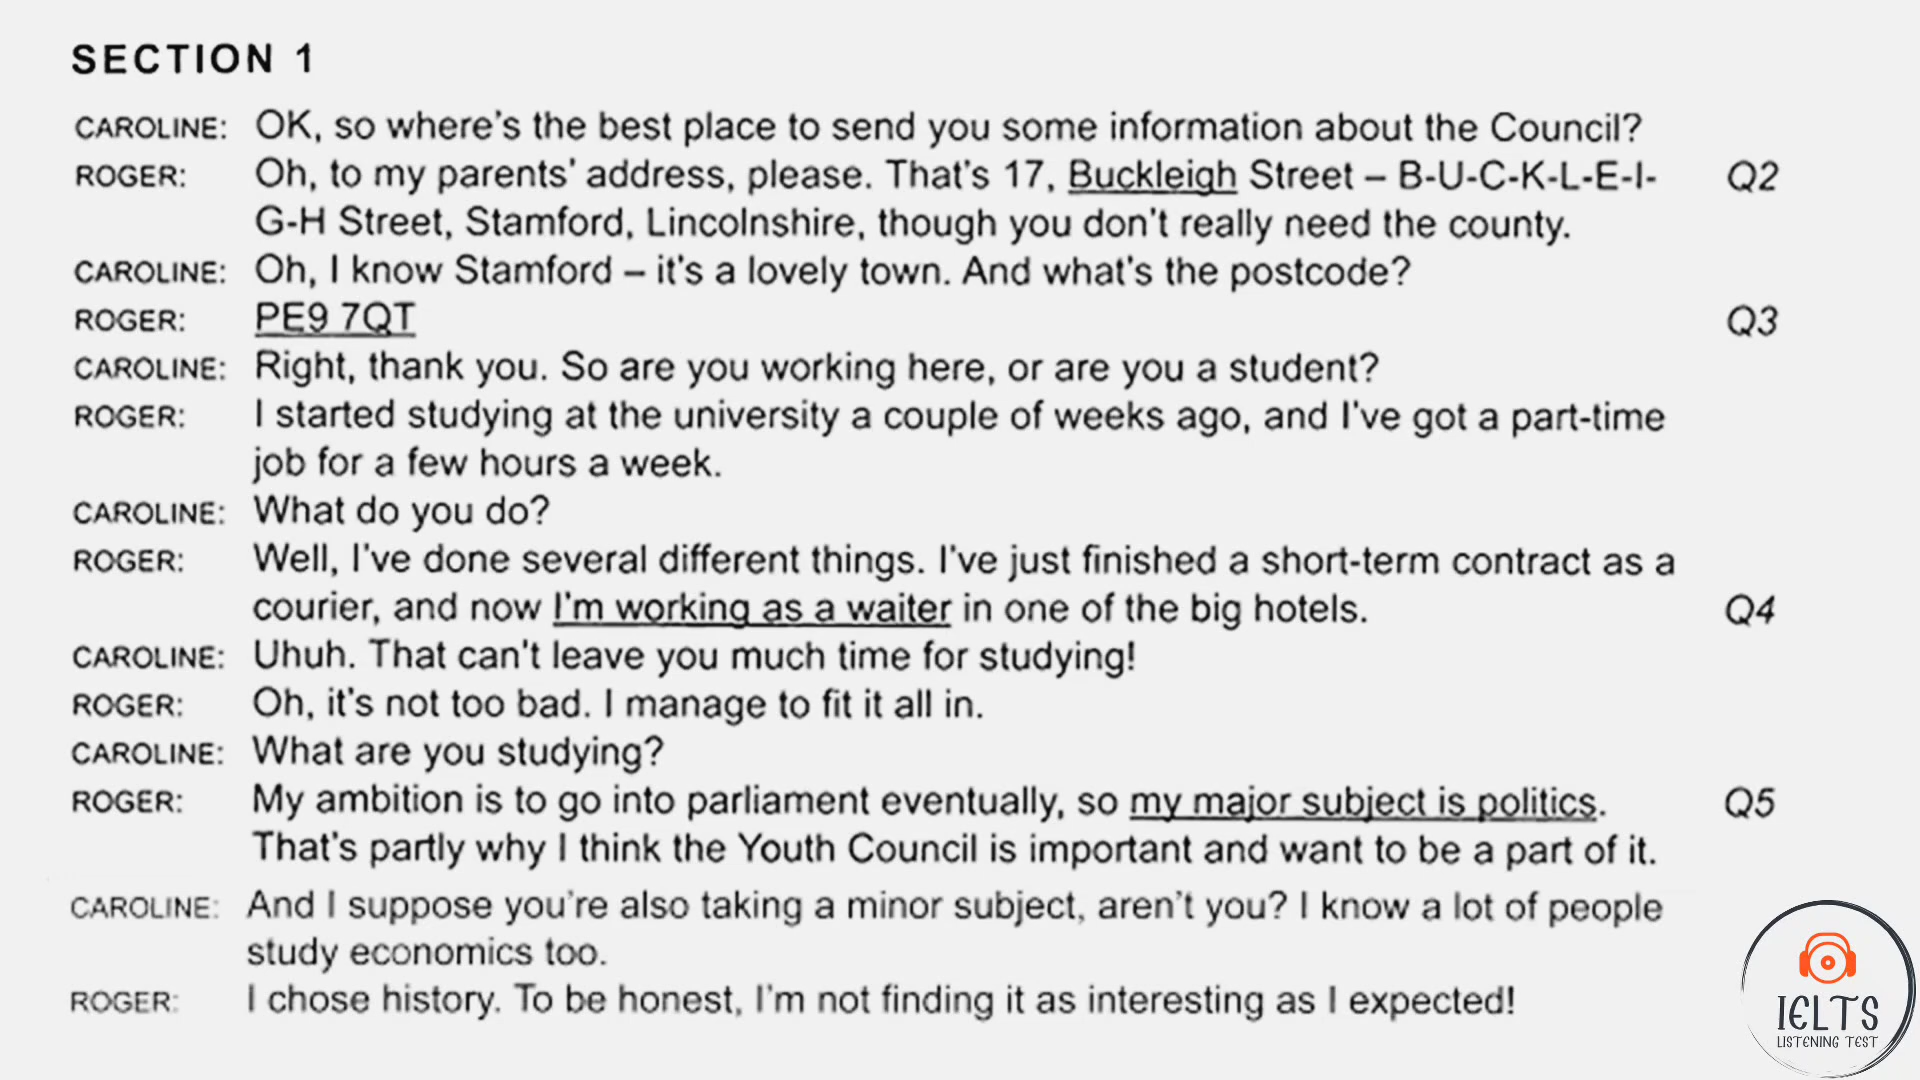 SECTION 1
CAROLINE: OK, so where's the best place to send you some information about the Council?
ROGER: Oh, to my parents' address, please. That's 17, Buckleigh Street – B-U-C-K-L-E-I- Q2
G-H Street, Stamford, Lincolnshire, though you don't really need the county.
CAROLINE: Oh, I know Stamford – it's a lovely town. And what's the postcode?
ROGER: PE9 7QT Q3
CAROLINE: Right, thank you. So are you working here, or are you a student?
ROGER: I started studying at the university a couple of weeks ago, and I've got a part-time
job for a few hours a week.
CAROLINE: What do you do?
ROGER: Well, I've done several different things. I've just finished a short-term contract as a
courier, and now I'm working as a waiter in one of the big hotels. Q4
CAROLINE: Uhuh. That can't leave you much time for studying!
ROGER: Oh, it's not too bad. I manage to fit it all in.
CAROLINE: What are you studying?
ROGER: My ambition is to go into parliament eventually, so my major subject is politics. Q5
That's partly why I think the Youth Council is important and want to be a part of it.
CAROLINE: And I suppose you're also taking a minor subject, aren't you? I know a lot of people
study economics too.
ROGER: I chose history. To be honest, I'm not finding it as interesting as I expected!
IELTS
LISTENING TEST